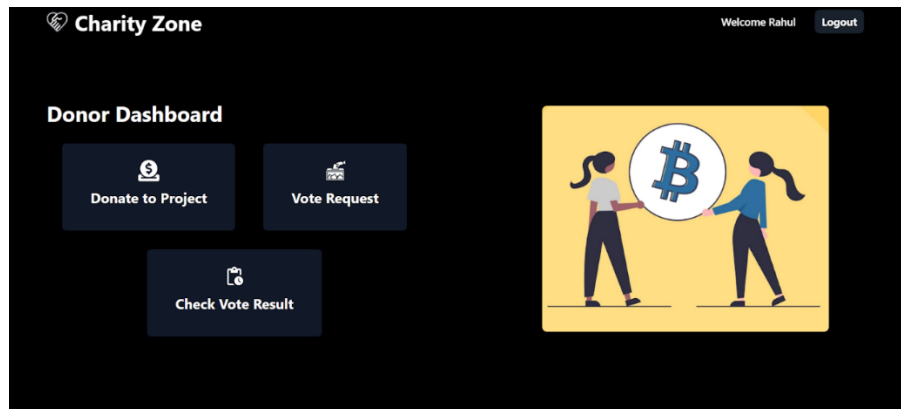 Charity Zone
Welcome Rahul
Logout
Donor Dashboard
Donate to Project
Vote Request
Check Vote Result